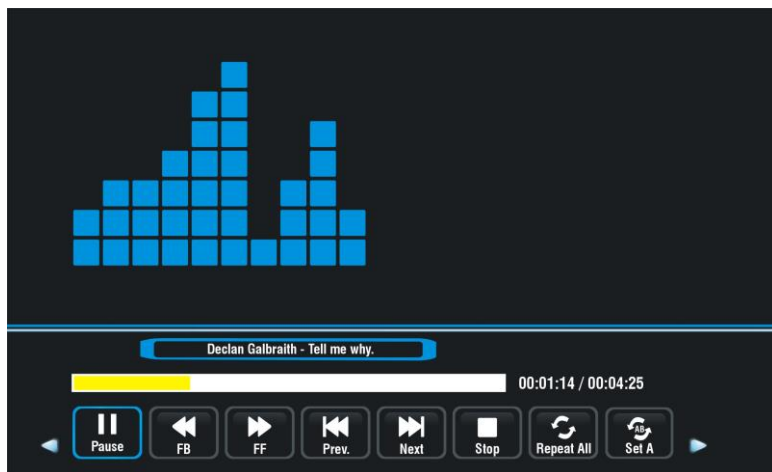 Declan Galbraith - Tell me why.
00:01:14 / 00:04:25
Pause FB FF Prev. Next Stop Repeat All AB Set A